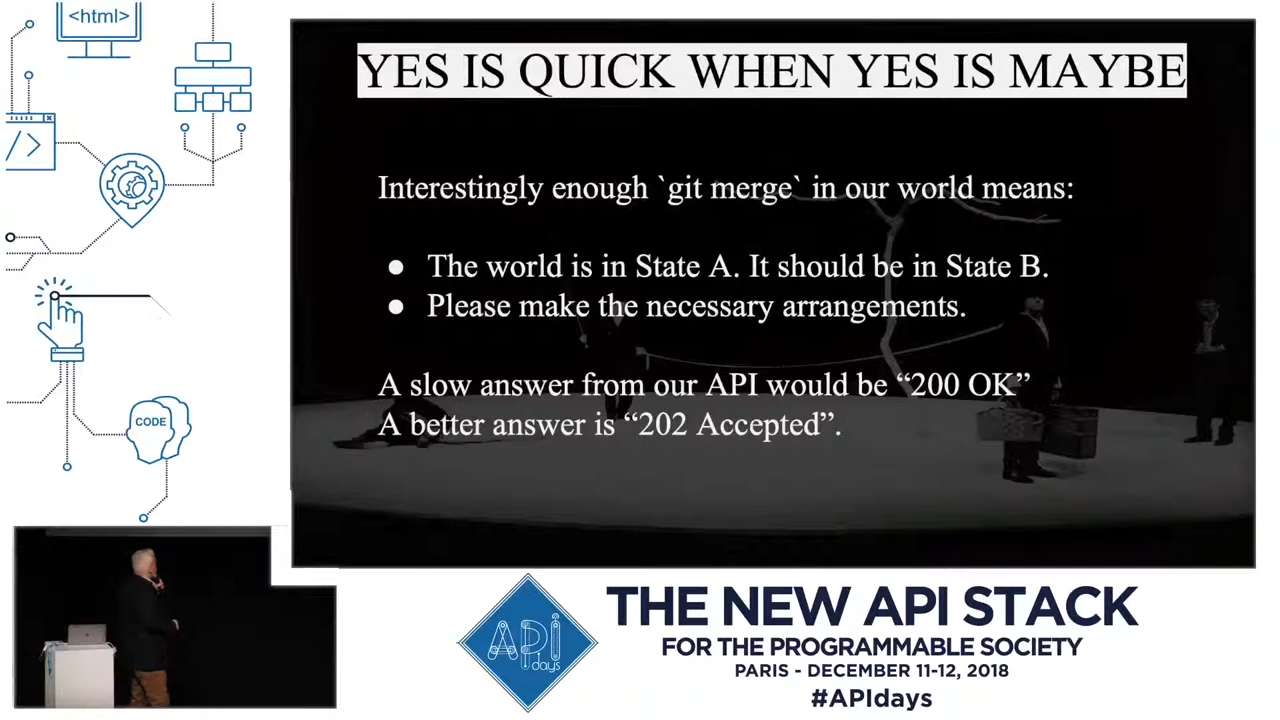 <html>
/>
CODE
YES IS QUICK WHEN YES IS MAYBE
Interestingly enough `git merge` in our world means:
● The world is in State A. It should be in State B.
● Please make the necessary arrangements.
A slow answer from our API would be “200 OK”
A better answer is “202 Accepted”.
API
days
THE NEW API STACK
FOR THE PROGRAMMABLE SOCIETY
PARIS - DECEMBER 11-12, 2018
#APIdays